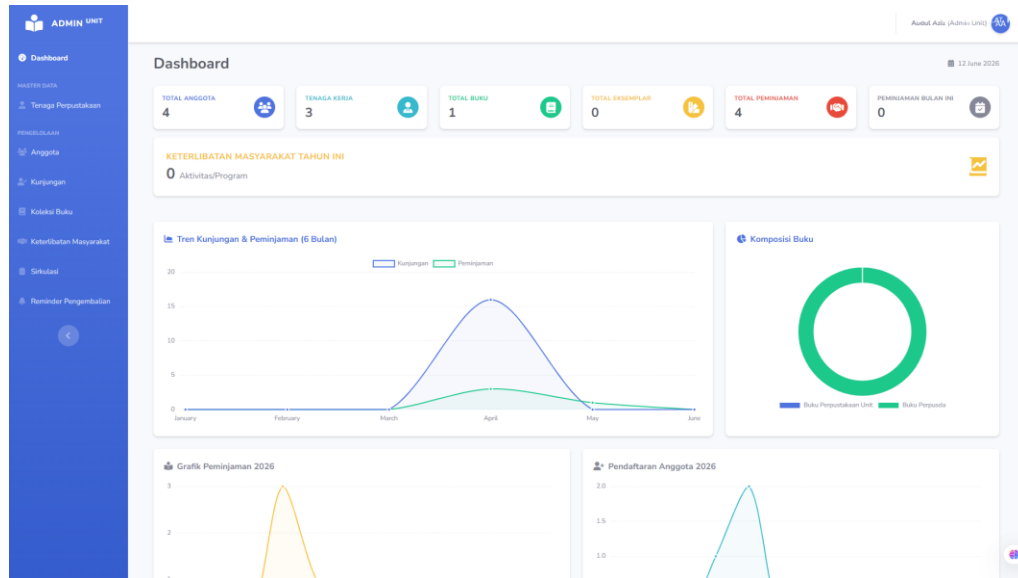 ADMIN UNIT
Dashboard
MASTER DATA
Tenaga Perpustakaan
PENGELOLAAN
Anggota
Kunjungan
Koleksi Buku
Keterlibatan Masyarakat
Sirkulasi
Reminder Pengembalian
(Admin Unit)
Dashboard
12 June 2026
TOTAL ANGGOTA
4
TENAGA KERJA
3
TOTAL BUKU
1
TOTAL EKSEMPLAR
0
TOTAL PEMINJAMAN
4
PEMINJAMAN BULAN INI
0
KETERLIBATAN MASYARAKAT TAHUN INI
0 Aktivitas/Program
Tren Kunjungan & Peminjaman (6 Bulan)
Kunjungan Peminjaman
20
15
10
5
0
January February March April May June
Komposisi Buku
Buku Perpustakaan Unit Buku Perpusda
Grafik Peminjaman 2026
3
2
Pendaftaran Anggota 2026
2.0
1.5
1.0